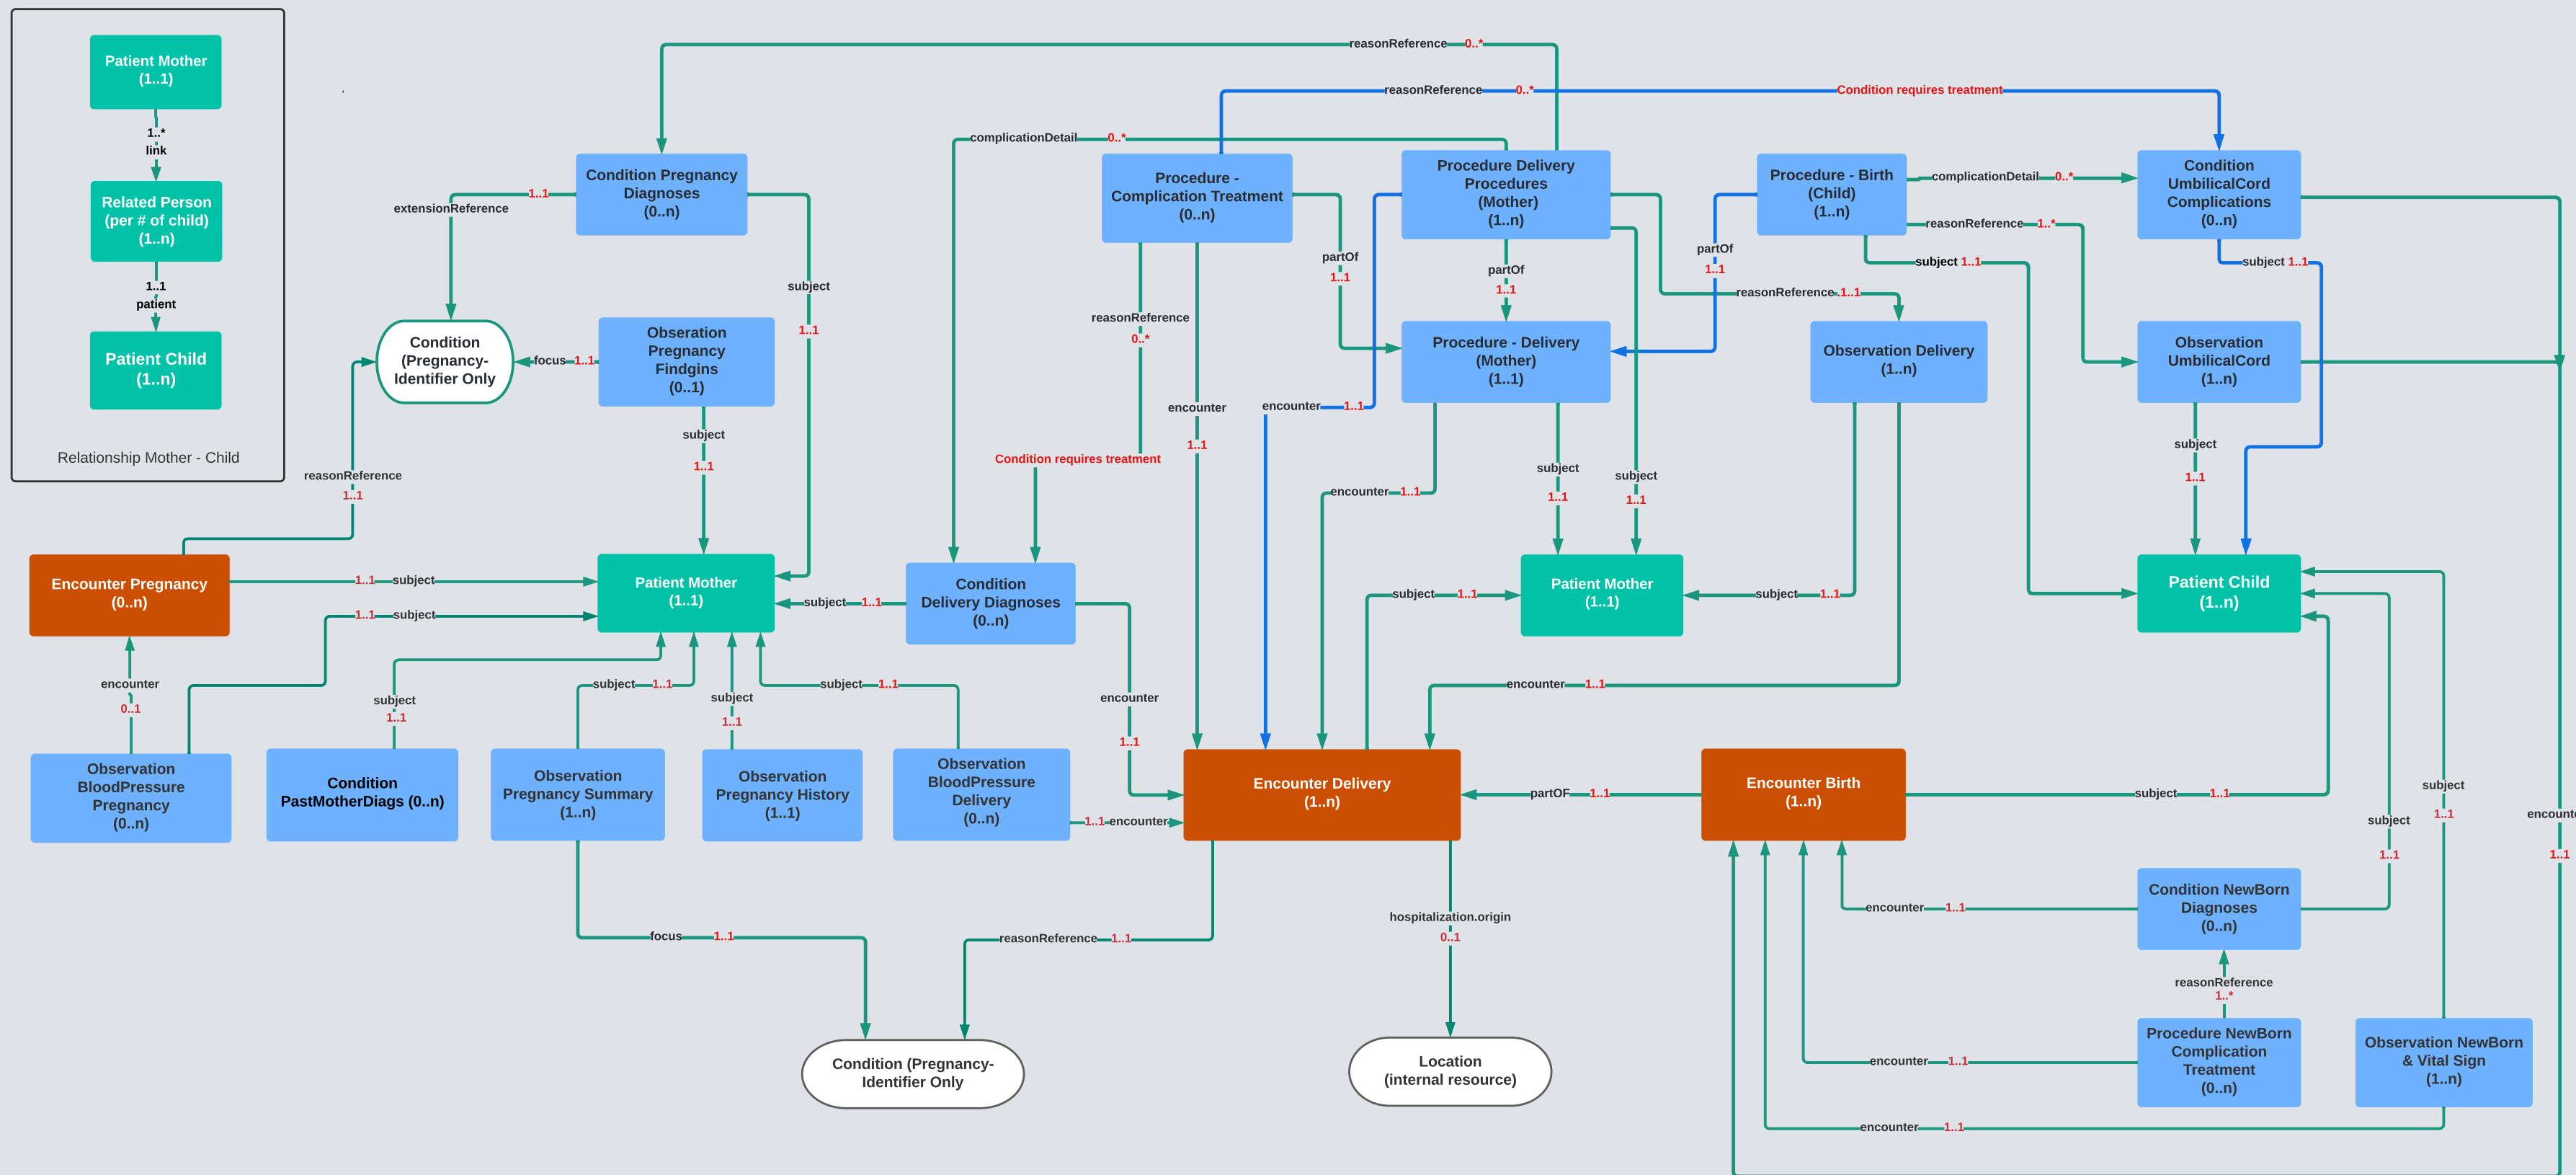 Patient Mother
(1..1)
1..*
link
Related Person
(per # of child)
(1..n)
1..1
patient
Patient Child
(1..n)
Relationship Mother - Child
reasonReference 0..*
reasonReference 0..* Condition requires treatment
complicationDetail 0..*
Condition Pregnancy
Diagnoses
(0..n)
1..1
extensionReference
subject
1..1
Procedure -
Complication Treatment
(0..n)
partOf
1..1
reasonReference
0..*
Condition requires treatment
encounter
1..1
Procedure Delivery
Procedures
(Mother)
(1..n)
encounter 1..1
partOf
1..1
subject
1..1
reasonReference .1..1
Procedure - Birth
(Child)
(1..n)
partOf
1..1
complicationDetail 0..*
reasonReference 1..*
subject 1..1
Condition
UmbilicalCord
Complications
(0..n)
subject 1..1
Condition
(Pregnancy-
Identifier Only
focus 1..1
Obseration
Pregnancy
Findgins
(0..1)
subject
1..1
Procedure - Delivery
(Mother)
(1..1)
encounter 1..1
subject
1..1
Observation Delivery
(1..n)
subject 1..1
encounter 1..1
Observation
UmbilicalCord
(1..n)
subject
1..1
reasonReference
1..1
Encounter Pregnancy
(0..n)
1..1 subject
1..1 subject
Patient Mother
(1..1)
subject 1..1
Condition
Delivery Diagnoses
(0..n)
encounter
1..1
subject 1..1
Patient Mother
(1..1)
Patient Child
(1..n)
encounter
0..1
subject
1..1
subject 1..1
subject
1..1
subject 1..1
Observation
BloodPressure
Pregnancy
(0..n)
Condition
PastMotherDiags (0..n)
Observation
Pregnancy Summary
(1..n)
Observation
Pregnancy History
(1..1)
Observation
BloodPressure
Delivery
(0..n)
1..1 encounter
Encounter Delivery
(1..n)
partOF 1..1
Encounter Birth
(1..n)
subject 1..1
subject
1..1
subject
1..1
encount
1..1
focus 1..1
reasonReference 1..1
hospitalization.origin
0..1
encounter 1..1
Condition NewBorn
Diagnoses
(0..n)
reasonReference
1..*
Condition (Pregnancy-
Identifier Only
Location
(internal resource)
encounter 1..1
Procedure NewBorn
Complication
Treatment
(0..n)
Observation NewBorn
& Vital Sign
(1..n)
encounter 1..1